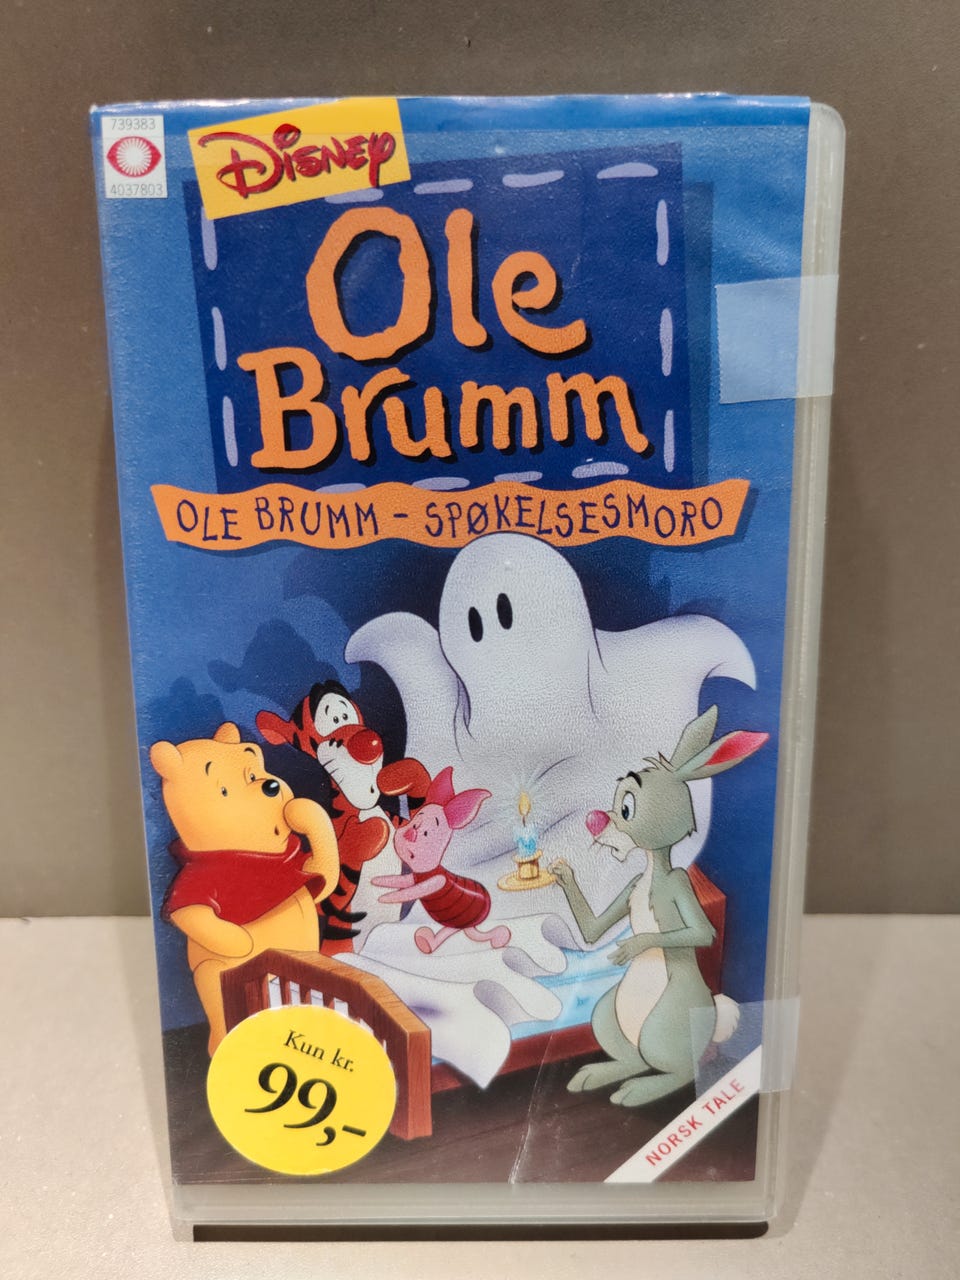 739383
4037803
Disney
Ole
Brumm
OLE BRUMM - SPØKELSESMORO
Kun kr.
99,-
NORSK TALE